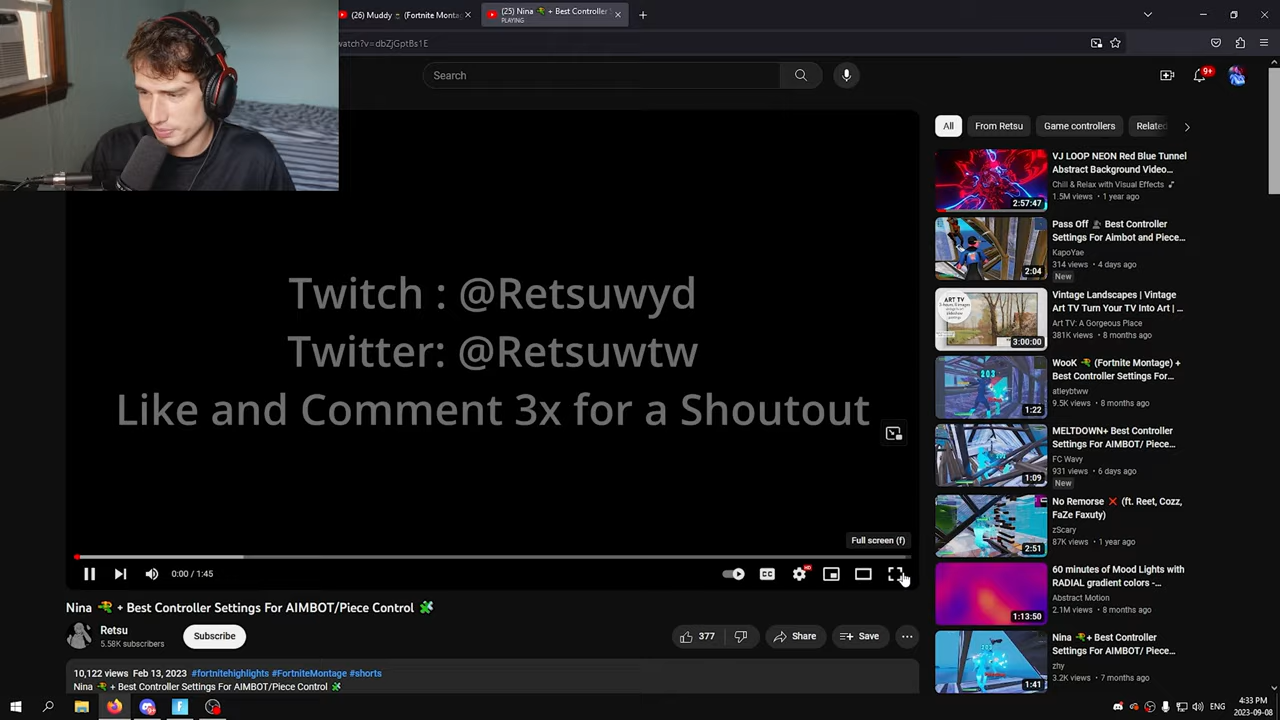 (26) Muddy (Fortnite Monta
(25) Nina + Best Controller
PLAYING
watch?v=dbZjGptBs1E
Search
9+
Twitch : @Retsuwyd
Twitter: @Retsuwtw
Like and Comment 3x for a Shoutout
Full screen (f)
0:00 / 1:45
CC
HD
Nina + Best Controller Settings For AIMBOT/Piece Control
Retsu
5.58K subscribers
Subscribe
377
Share
Save
10,122 views Feb 13, 2023 #fortnitehighlights #FortniteMontage #shorts
Nina + Best Controller Settings For AIMBOT/Piece Control
All
From Retsu
Game controllers
Related
VJ LOOP NEON Red Blue Tunnel
Abstract Background Video...
Chill & Relax with Visual Effects
1.5M views • 1 year ago
2:57:47
Pass Off Best Controller
Settings For Aimbot and Piece...
KapoYae
314 views • 4 days ago
New
2:04
Vintage Landscapes | Vintage
Art TV Turn Your TV Into Art | ...
Art TV: A Gorgeous Place
381K views • 8 months ago
ART TV
3:00:00
WooK (Fortnite Montage) +
Best Controller Settings For...
atleybtww
9.5K views • 8 months ago
203
1:22
MELTDOWN+ Best Controller
Settings For AIMBOT/ Piece...
FC Wavy
931 views • 6 days ago
New
1:09
No Remorse (ft. Reet, Cozz,
FaZe Faxuty)
zScary
87K views • 1 year ago
2:51
60 minutes of Mood Lights with
RADIAL gradient colors -...
Abstract Motion
2.1M views • 8 months ago
1:13:50
Nina + Best Controller
Settings For AIMBOT/Piece...
zhy
3.2K views • 7 months ago
1:41
ENG
4:33 PM
2023-09-08